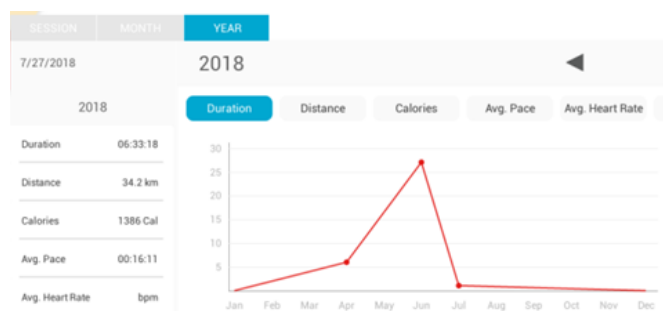 SESSION MONTH YEAR
7/27/2018 2018
2018
Duration Distance Calories Avg. Pace Avg. Heart Rate
Duration 06:33:18
Distance 34.2 km
Calories 1386 Cal
Avg. Pace 00:16:11
Avg. Heart Rate bpm
30
25
20
15
10
5
Jan Feb Mar Apr May Jun Jul Aug Sep Oct Nov Dec